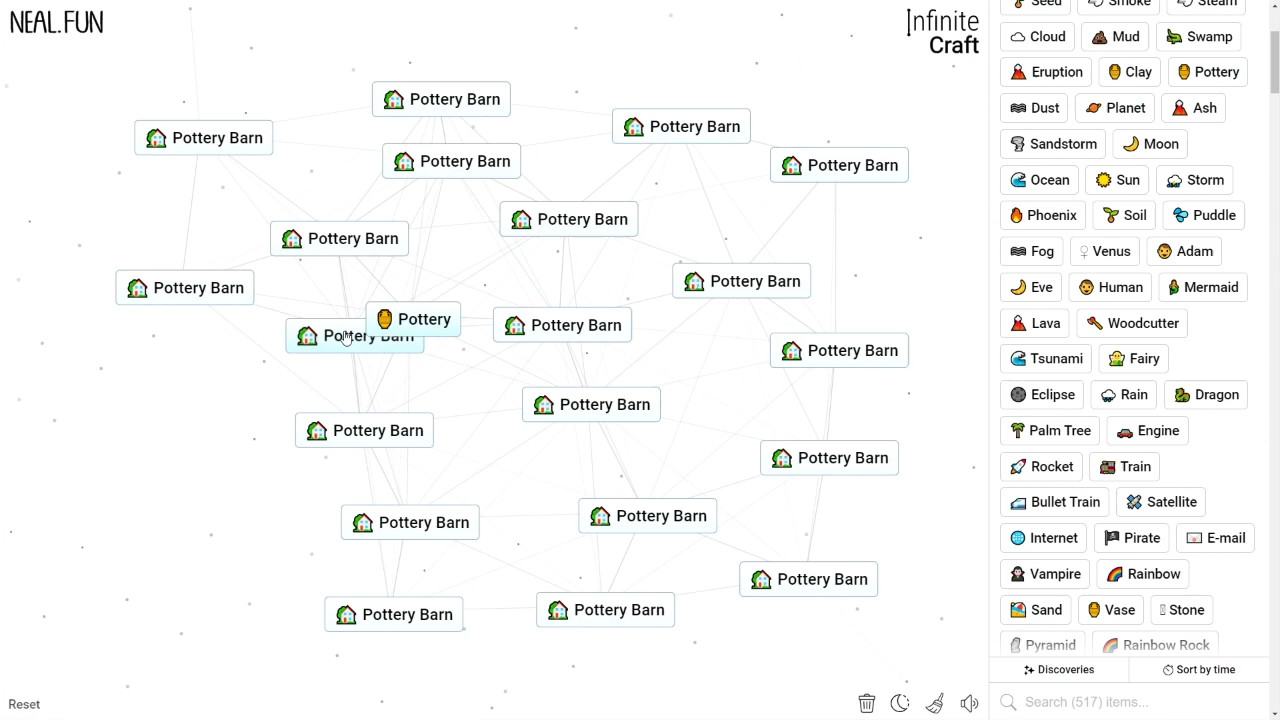 NEAL.FUN
Infinite
Craft
Pottery Barn
Pottery Barn
Pottery Barn
Pottery Barn
Pottery Barn
Pottery Barn
Pottery Barn
Pottery Barn
Pottery Barn
Pottery
Pottery Barn
Pottery Barn
Pottery Barn
Pottery Barn
Pottery Barn
Pottery Barn
Pottery Barn
Pottery Barn
Pottery Barn
Pottery Barn
Pottery Barn
Reset
Seed Smoke Steam
Cloud Mud Swamp
Eruption Clay Pottery
Dust Planet Ash
Sandstorm Moon
Ocean Sun Storm
Phoenix Soil Puddle
Fog Venus Adam
Eve Human Mermaid
Lava Woodcutter
Tsunami Fairy
Eclipse Rain Dragon
Palm Tree Engine
Rocket Train
Bullet Train Satellite
Internet Pirate E-mail
Vampire Rainbow
Sand Vase Stone
Pyramid Rainbow Rock
Discoveries Sort by time
Search (517) items...